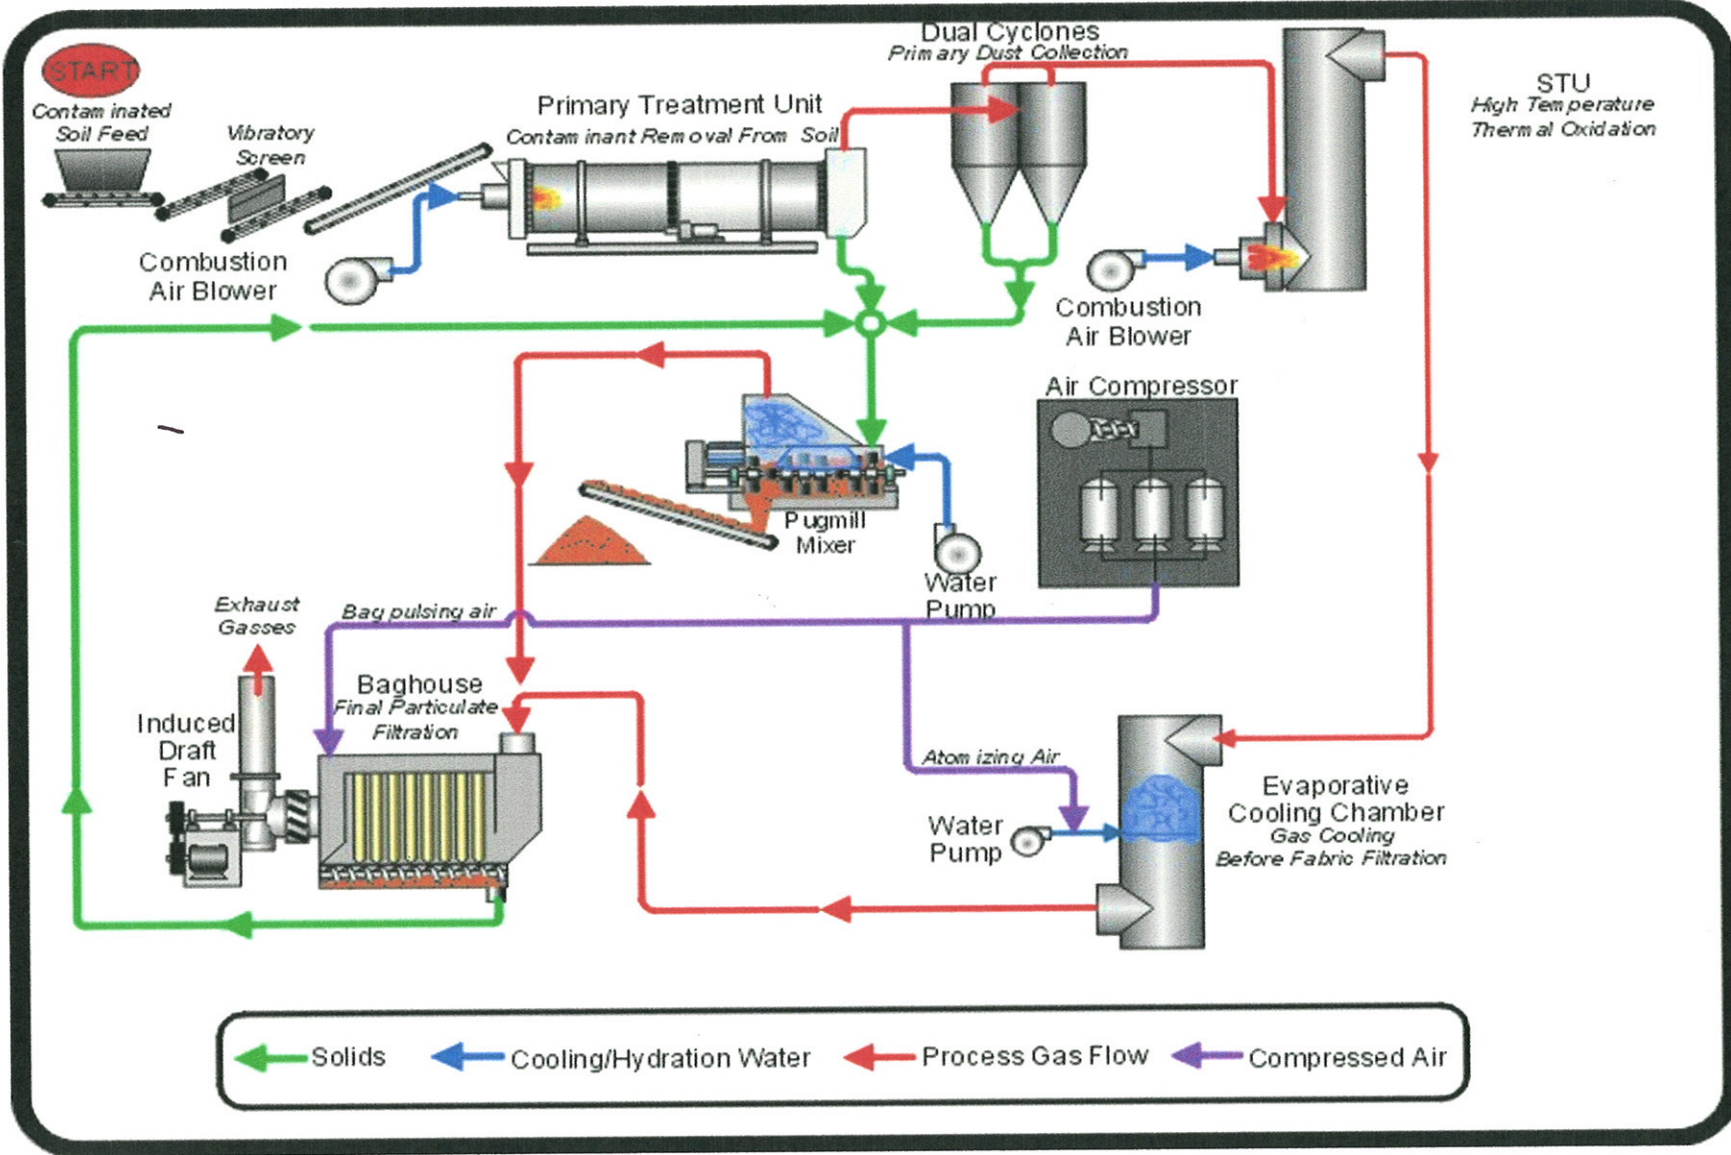 START
Contaminated
Soil Feed
Vibratory
Screen
Combustion
Air Blower
Primary Treatment Unit
Contaminant Removal From Soil
Dual Cyclones
Primary Dust Collection
STU
High Temperature
Thermal Oxidation
Combustion
Air Blower
Air Compressor
Pugmill
Mixer
Water
Pump
Exhaust
Gasses
Bag pulsing air
Baghouse
Final Particulate
Filtration
Induced
Draft
Fan
Atomizing Air
Water
Pump
Evaporative
Cooling Chamber
Gas Cooling
Before Fabric Filtration
Solids
Cooling/Hydration Water
Process Gas Flow
Compressed Air